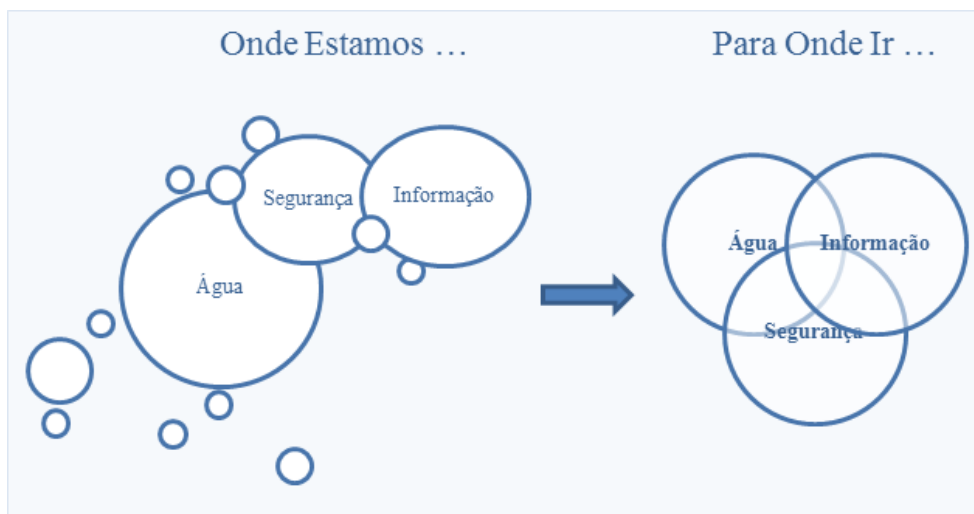 Onde Estamos …
Para Onde Ir …
Segurança
Informação
Água
Água
Informação
Segurança